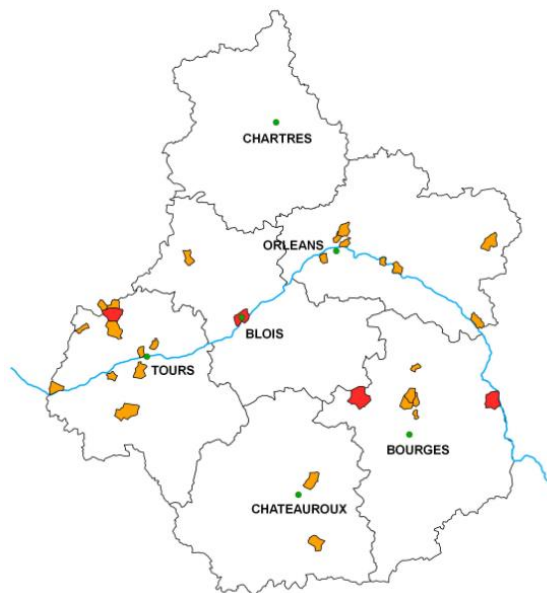 CHARTRES
ORLEANS
BLOIS
TOURS
BOURGES
CHATEAUROUX